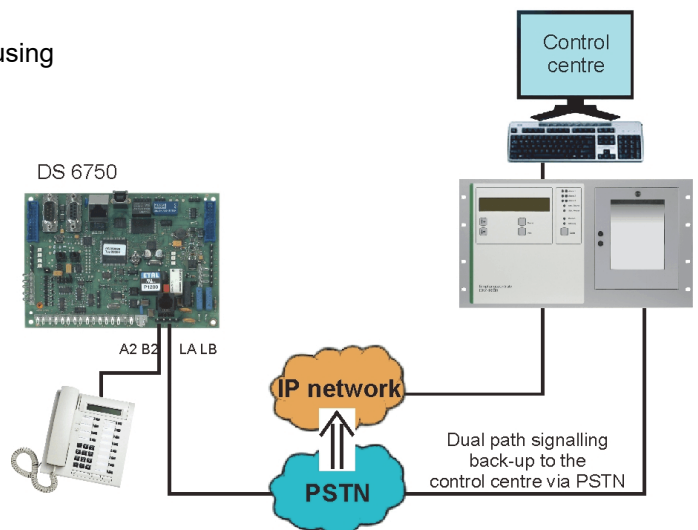 using
Control
centre
DS 6750
A2 B2 LA LB
IP network
PSTN
Dual path signalling
back-up to the
control centre via PSTN